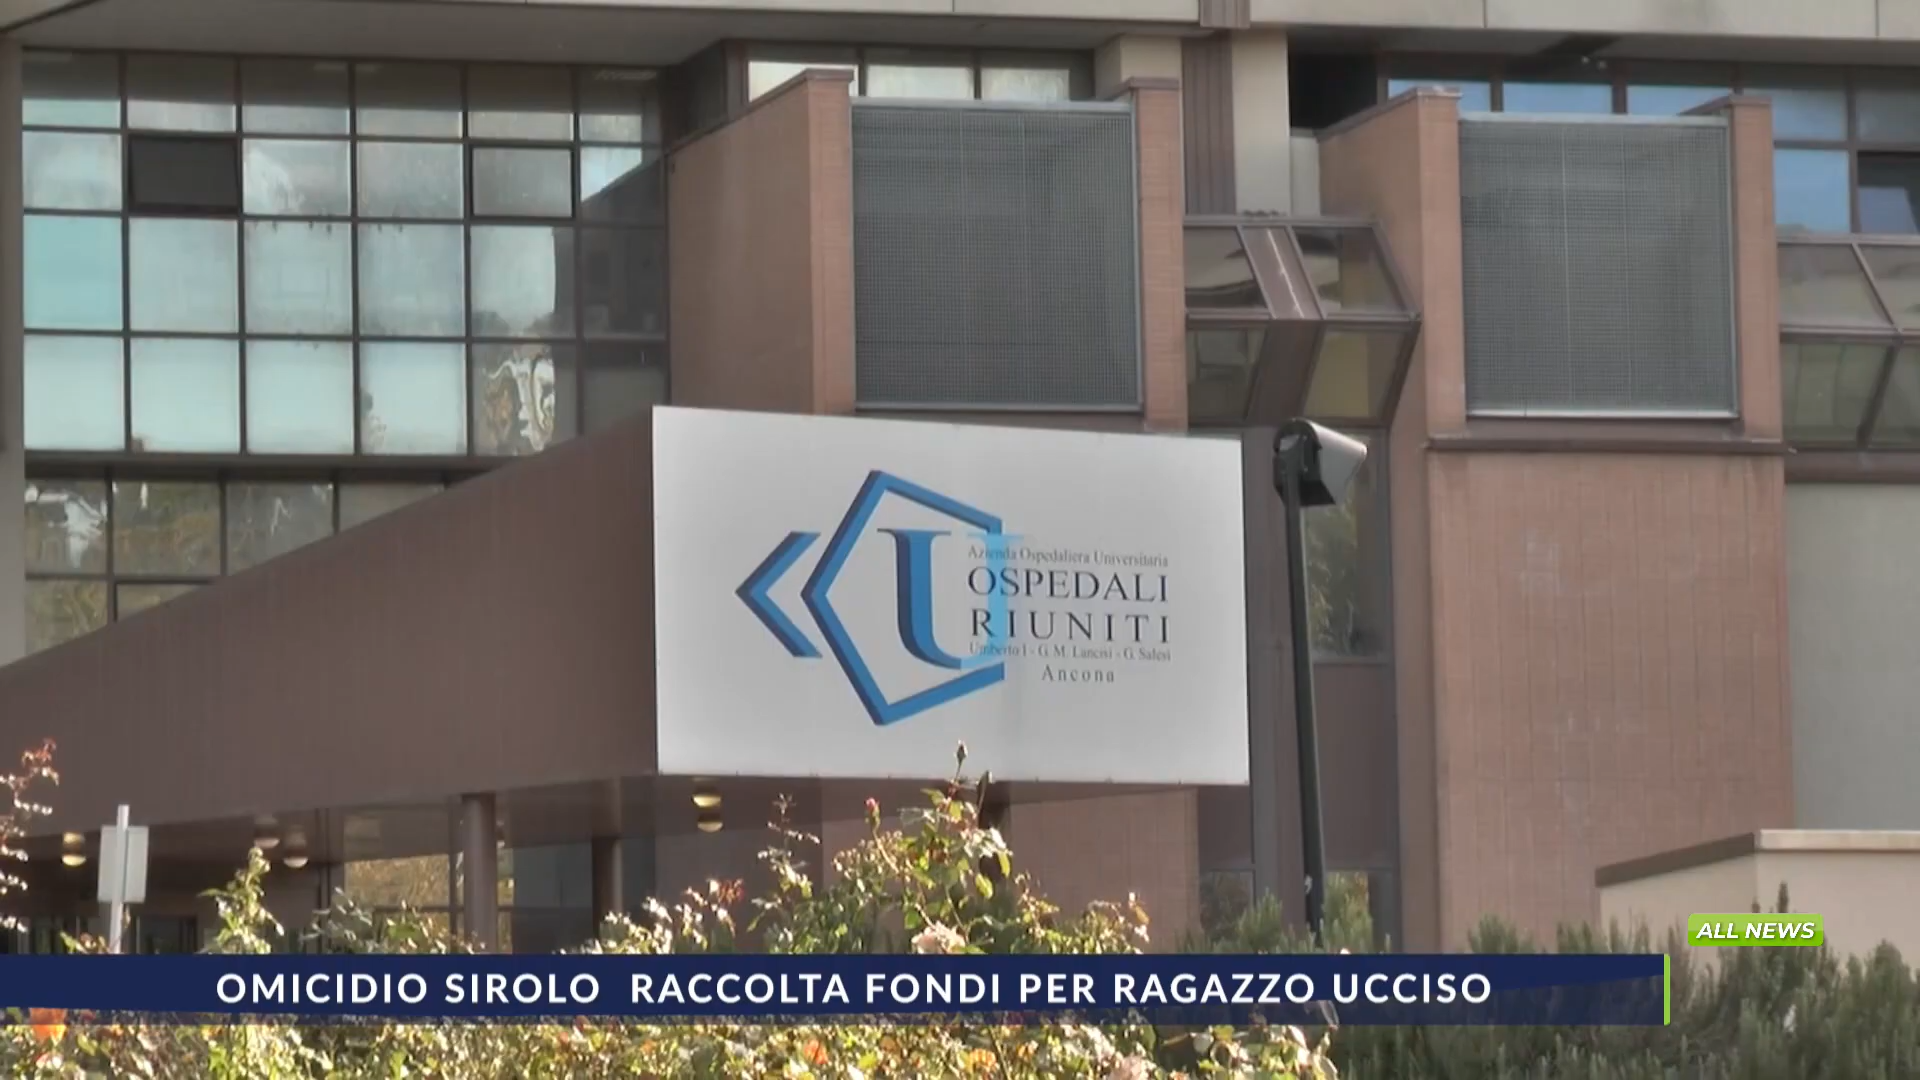 U
Azienda Ospedaliera Universitaria
OSPEDALI
RIUNITI
Umberto I - G. M. Lancisi - G. Salesi
Ancona
ALL NEWS
OMICIDIO SIROLO RACCOLTA FONDI PER RAGAZZO UCCISO